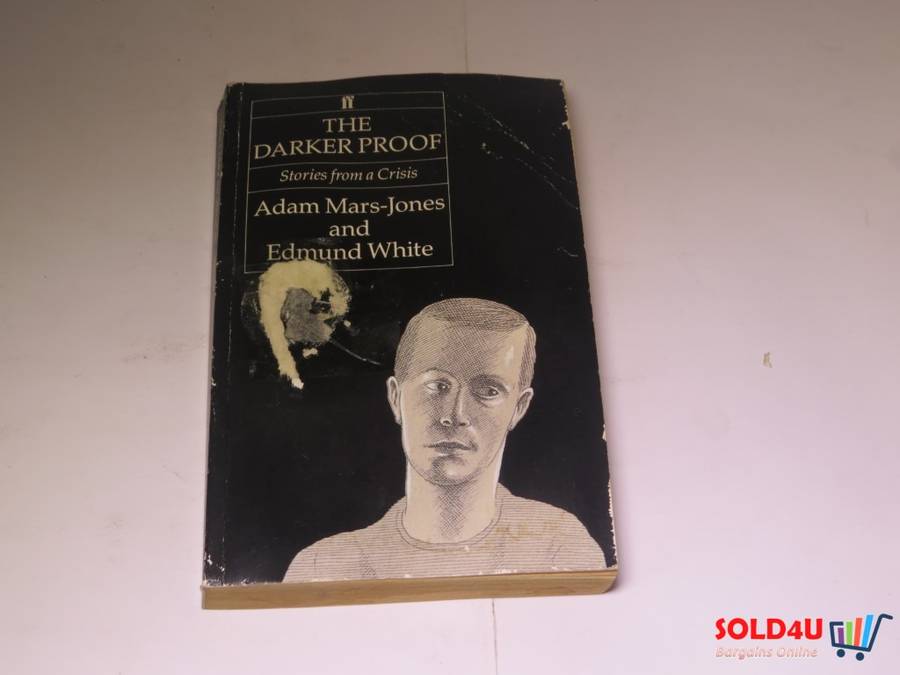 ff
THE
DARKER PROOF
Stories from a Crisis
Adam Mars-Jones
and
Edmund White
SOLD4U
Bargains Online